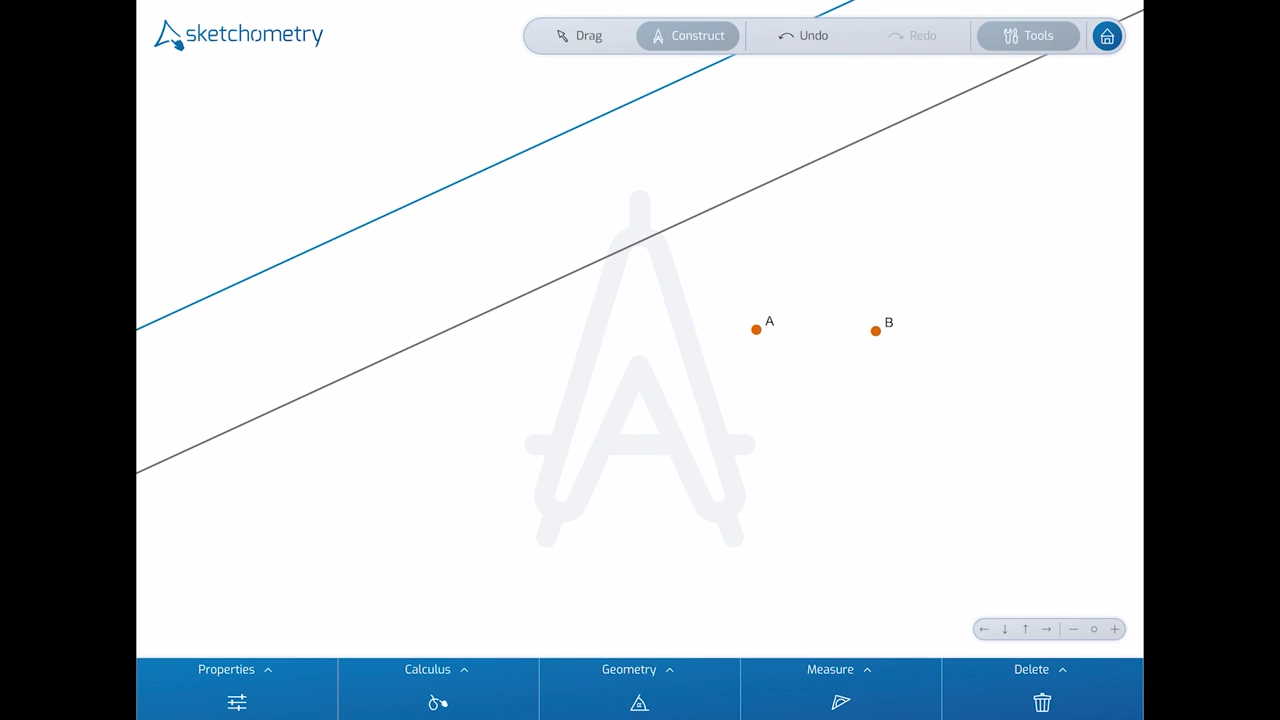 sketchometry
Drag Construct Undo Redo Tools
A
B
Properties Calculus Geometry Measure Delete
α